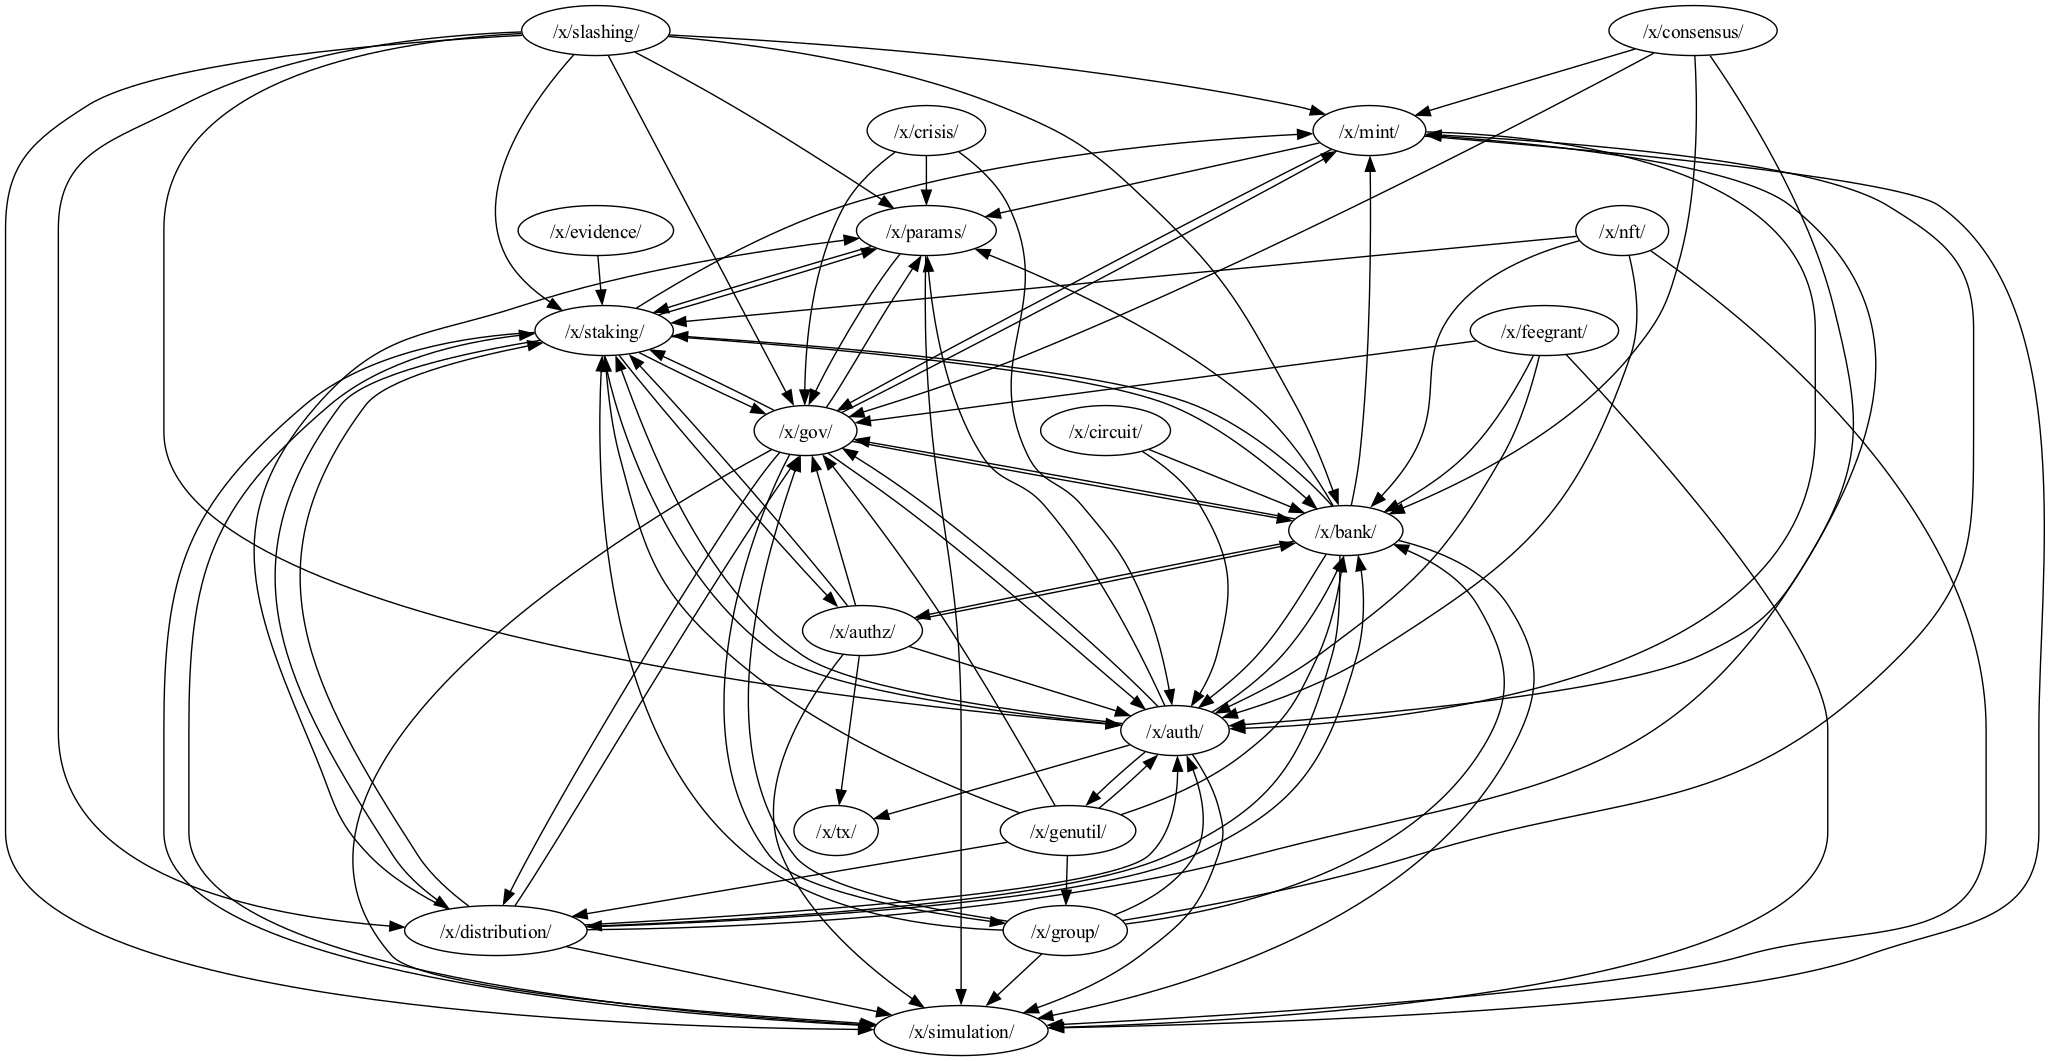 /x/slashing/
/x/consensus/
/x/crisis/
/x/mint/
/x/evidence/
/x/params/
/x/nft/
/x/staking/
/x/feegrant/
/x/gov/
/x/circuit/
/x/bank/
/x/authz/
/x/auth/
/x/tx/
/x/genutil/
/x/distribution/
/x/group/
/x/simulation/